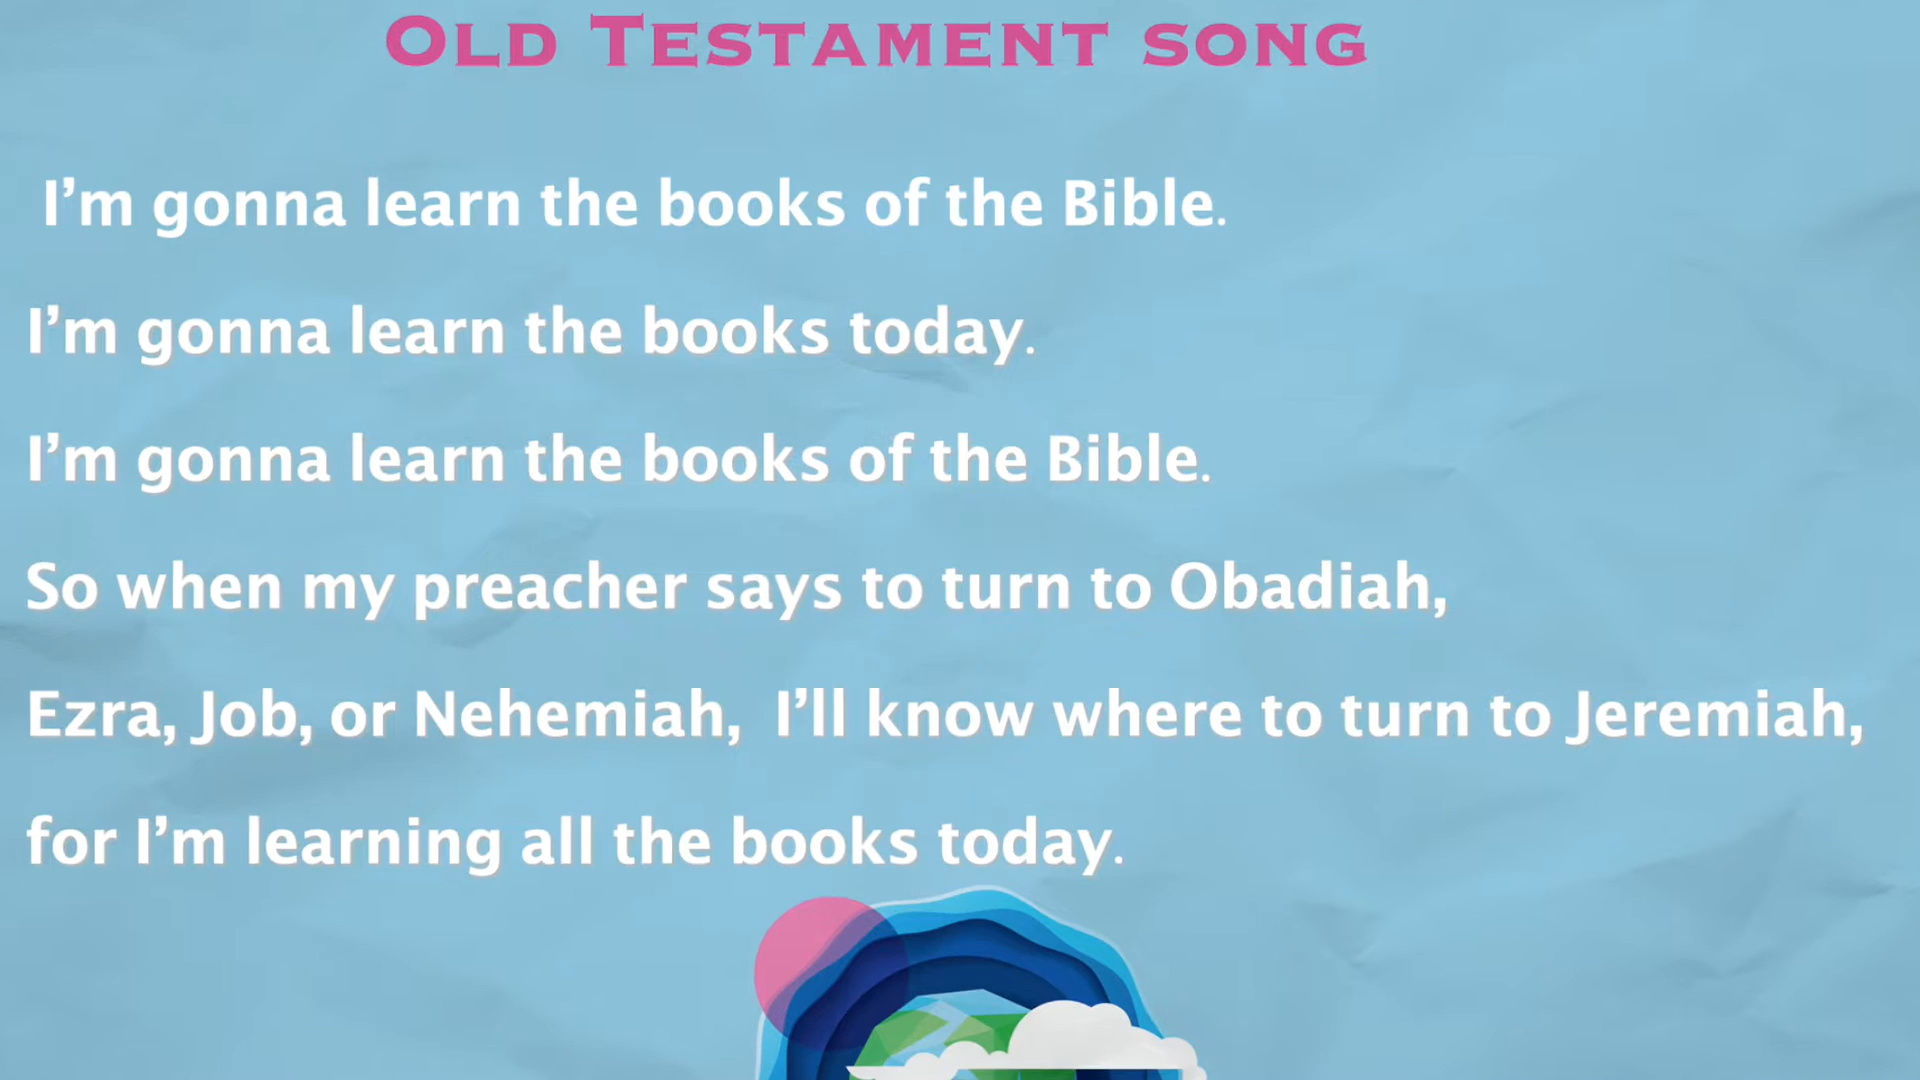 Old Testament song
I’m gonna learn the books of the Bible.
I’m gonna learn the books today.
I’m gonna learn the books of the Bible.
So when my preacher says to turn to Obadiah,
Ezra, Job, or Nehemiah,  I’ll know where to turn to Jeremiah,
for I’m learning all the books today.